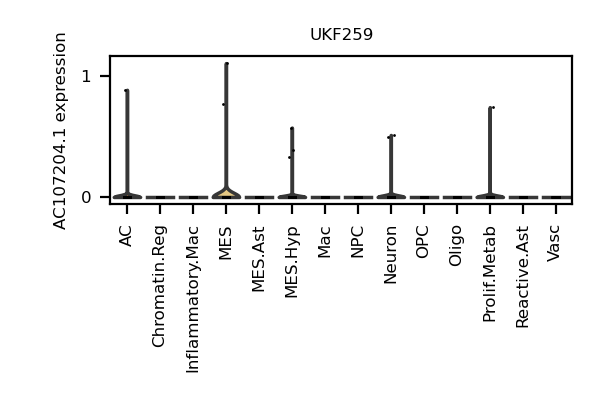 UKF259
AC107204.1 expression
1
0
AC
Chromatin.Reg
Inflammatory.Mac
MES
MES.Ast
MES.Hyp
Mac
NPC
Neuron
OPC
Oligo
Prolif.Metab
Reactive.Ast
Vasc